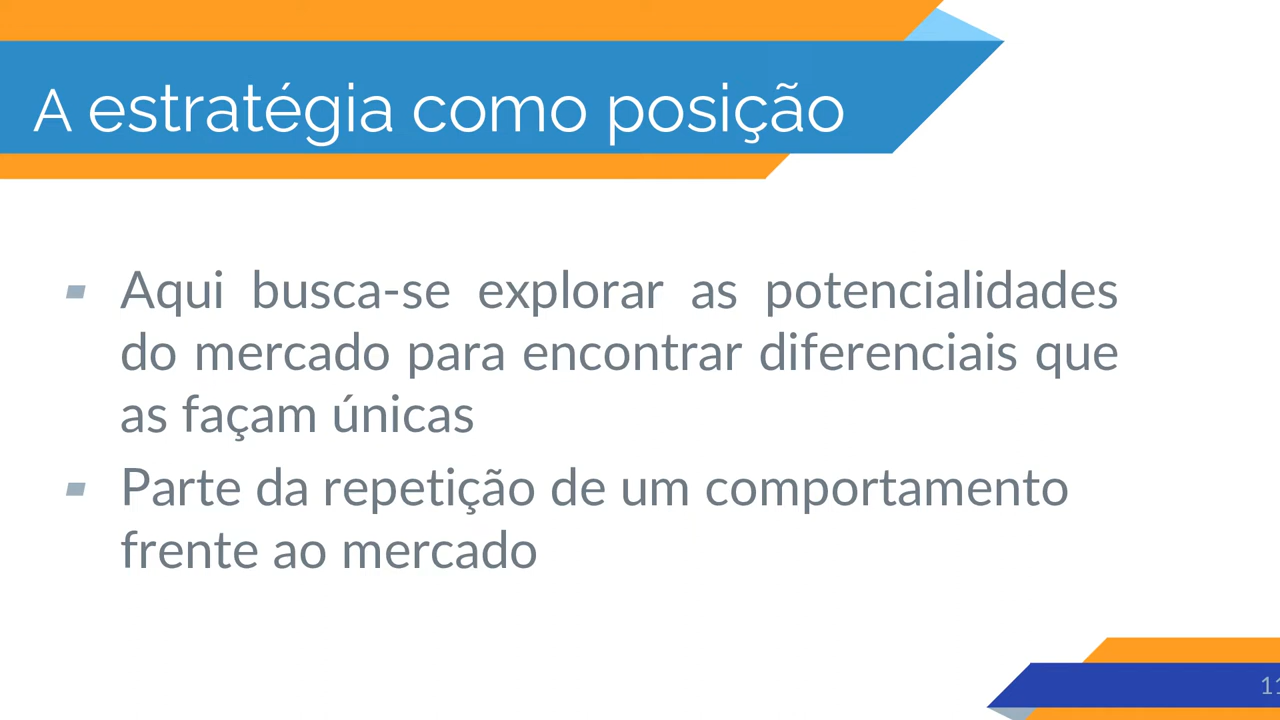 A estratégia como posição
Aqui busca-se explorar as potencialidades
do mercado para encontrar diferenciais que
as façam únicas
Parte da repetição de um comportamento
frente ao mercado